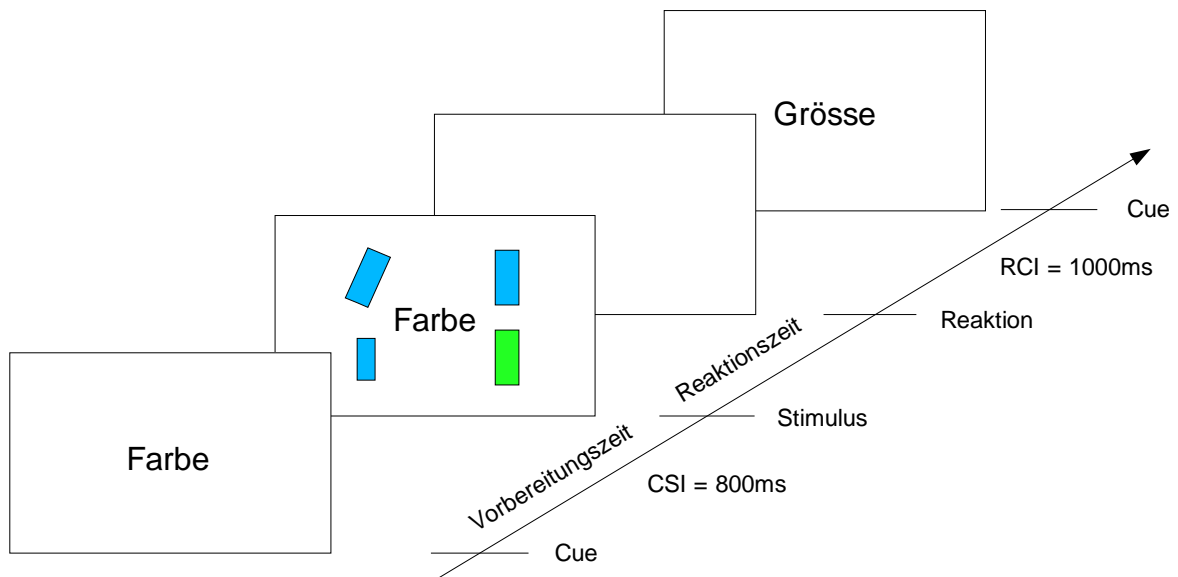 Grösse
Cue
RCI = 1000ms
Farbe
Reaktionszeit
Reaktion
Farbe
Vorbereitungszeit
Stimulus
CSI = 800ms
Cue